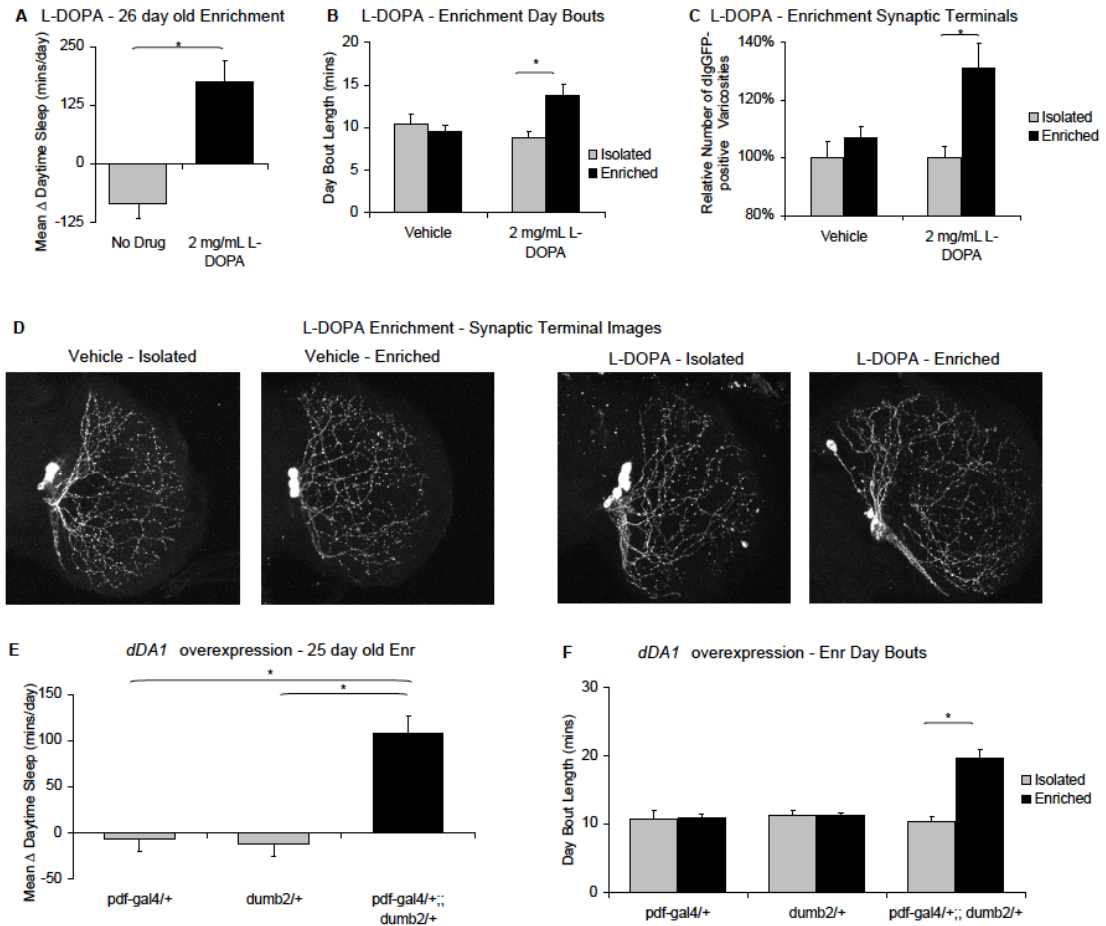 A L-DOPA - 26 day old Enrichment
Mean Δ Daytime Sleep (mins/day)
250
125
0
-125
*
No Drug
2 mg/mL L-
DOPA
B L-DOPA - Enrichment Day Bouts
Day Bout Length (mins)
20
15
10
5
0
*
Isolated
Enriched
Vehicle
2 mg/mL L-
DOPA
C L-DOPA - Enrichment Synaptic Terminals
Relative Number of dIgGFP-
positive Varicosities
140%
120%
100%
80%
*
Isolated
Enriched
Vehicle
2 mg/mL L-
DOPA
D L-DOPA Enrichment - Synaptic Terminal Images
Vehicle - Isolated
Vehicle - Enriched
L-DOPA - Isolated
L-DOPA - Enriched
E dDA1 overexpression - 25 day old Enr
Mean Δ Daytime Sleep (mins/day)
150
100
50
0
-50
*
*
pdf-gal4/+
dumb2/+
pdf-gal4/+;;
dumb2/+
F dDA1 overexpression - Enr Day Bouts
Day Bout Length (mins)
30
20
10
0
*
Isolated
Enriched
pdf-gal4/+
dumb2/+
pdf-gal4/+;; dumb2/+